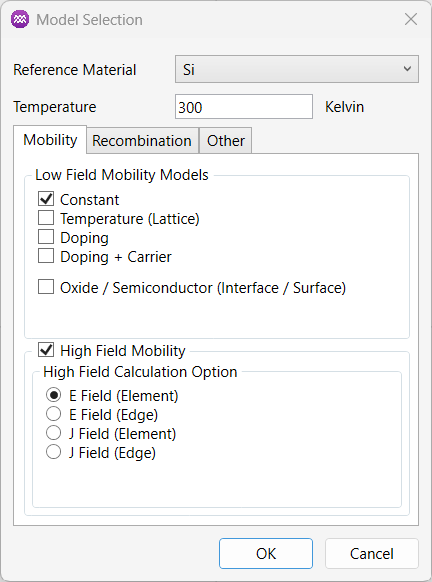 Model Selection
Reference Material Si
Temperature 300 Kelvin
Mobility Recombination Other
Low Field Mobility Models
Constant
Temperature (Lattice)
Doping
Doping + Carrier
Oxide / Semiconductor (Interface / Surface)
High Field Mobility
High Field Calculation Option
E Field (Element)
E Field (Edge)
J Field (Element)
J Field (Edge)
OK Cancel